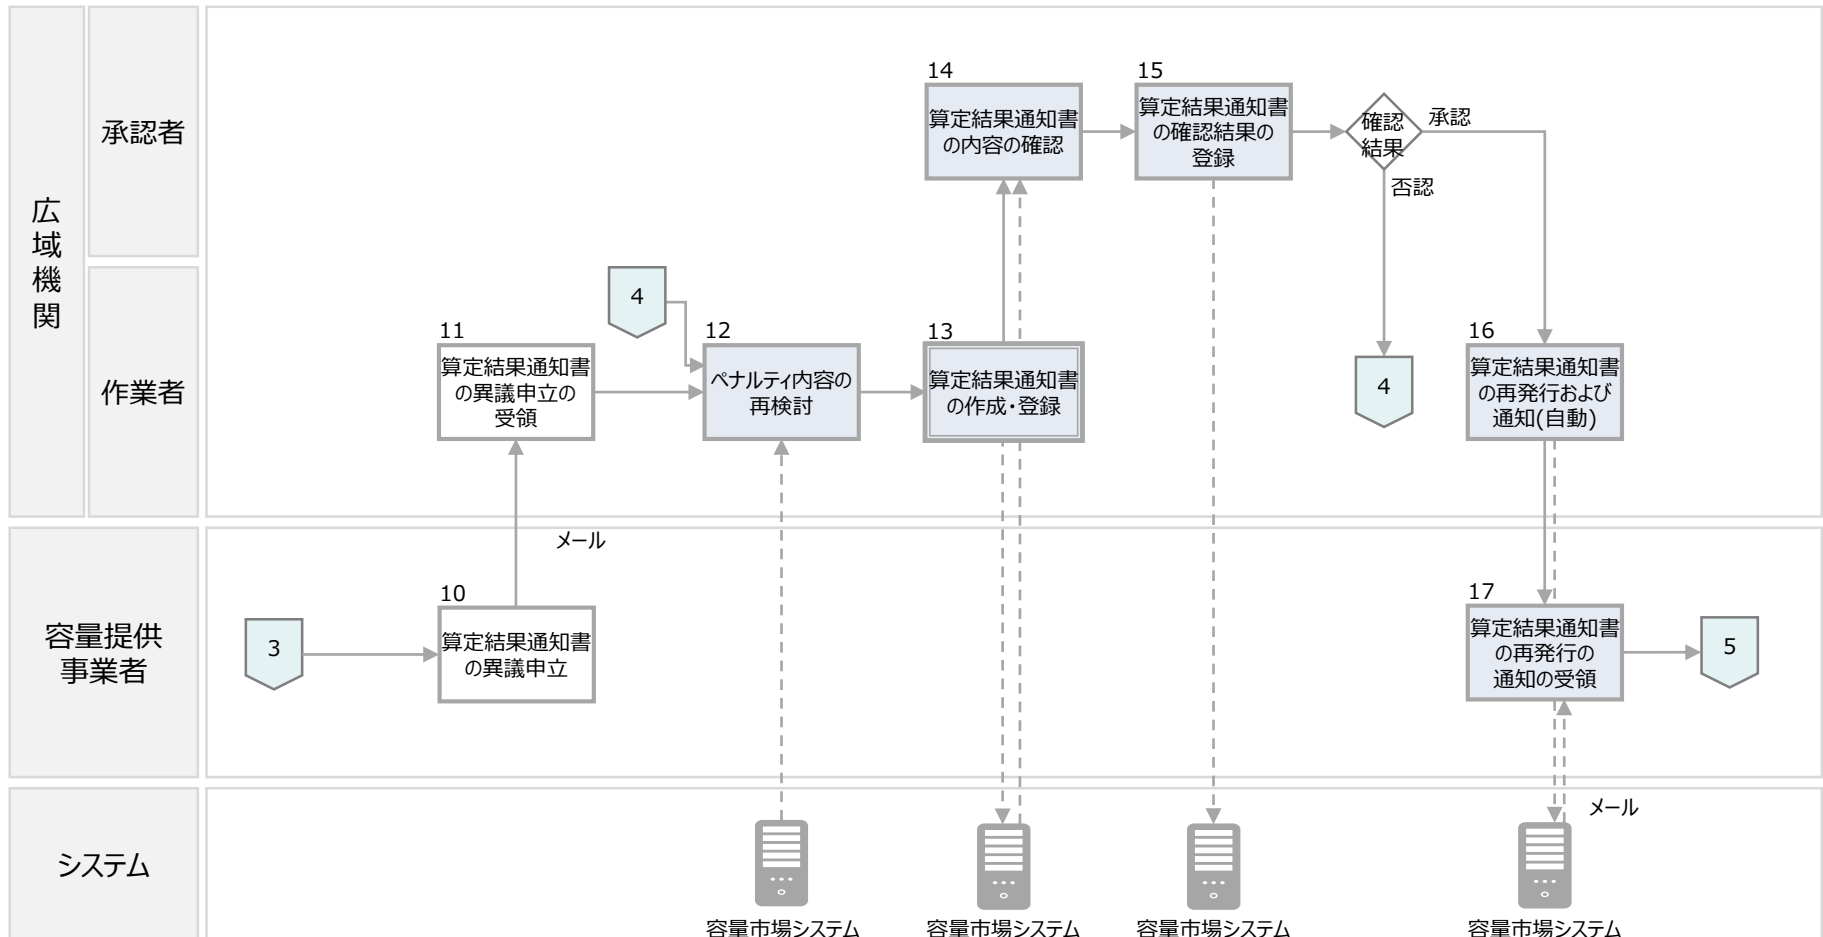 広域機関
承認者
14
算定結果通知書
の内容の確認
15
算定結果通知書
の確認結果の
登録
確認
結果
承認
否認
作業者
11
算定結果通知書
の異議申立の
受領
4
12
ペナルティ内容の
再検討
13
算定結果通知書
の作成・登録
4
16
算定結果通知書
の再発行および
通知(自動)
メール
容量提供
事業者
3
10
算定結果通知書
の異議申立
17
算定結果通知書
の再発行の
通知の受領
5
システム
メール
容量市場システム
容量市場システム
容量市場システム
容量市場システム